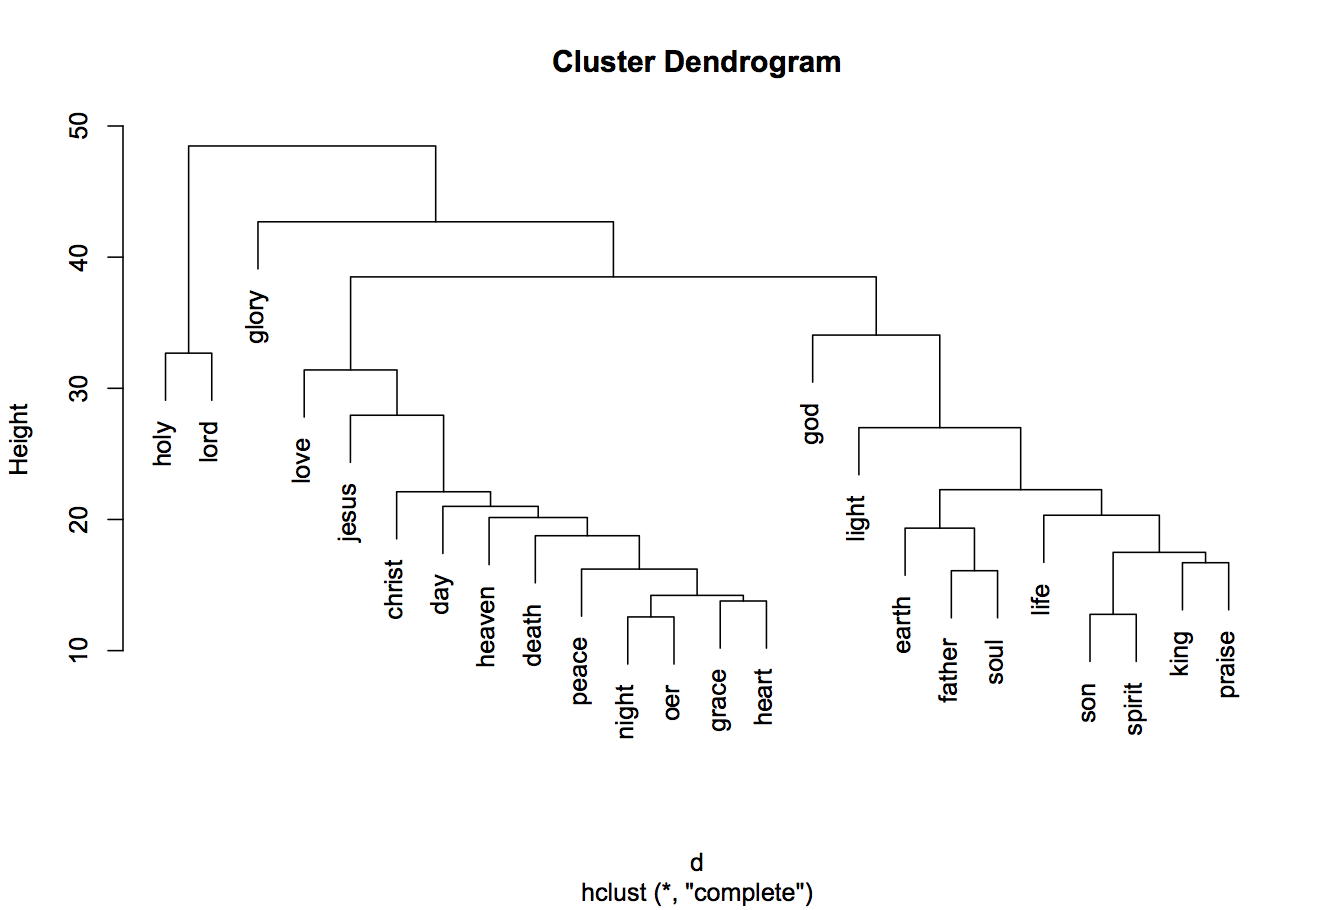 Cluster Dendrogram
Height
50
40
30
20
10
holy
lord
glory
love
jesus
christ
day
heaven
death
peace
night
oer
grace
heart
god
light
earth
father
soul
life
son
spirit
king
praise
d
hclust (*, "complete")